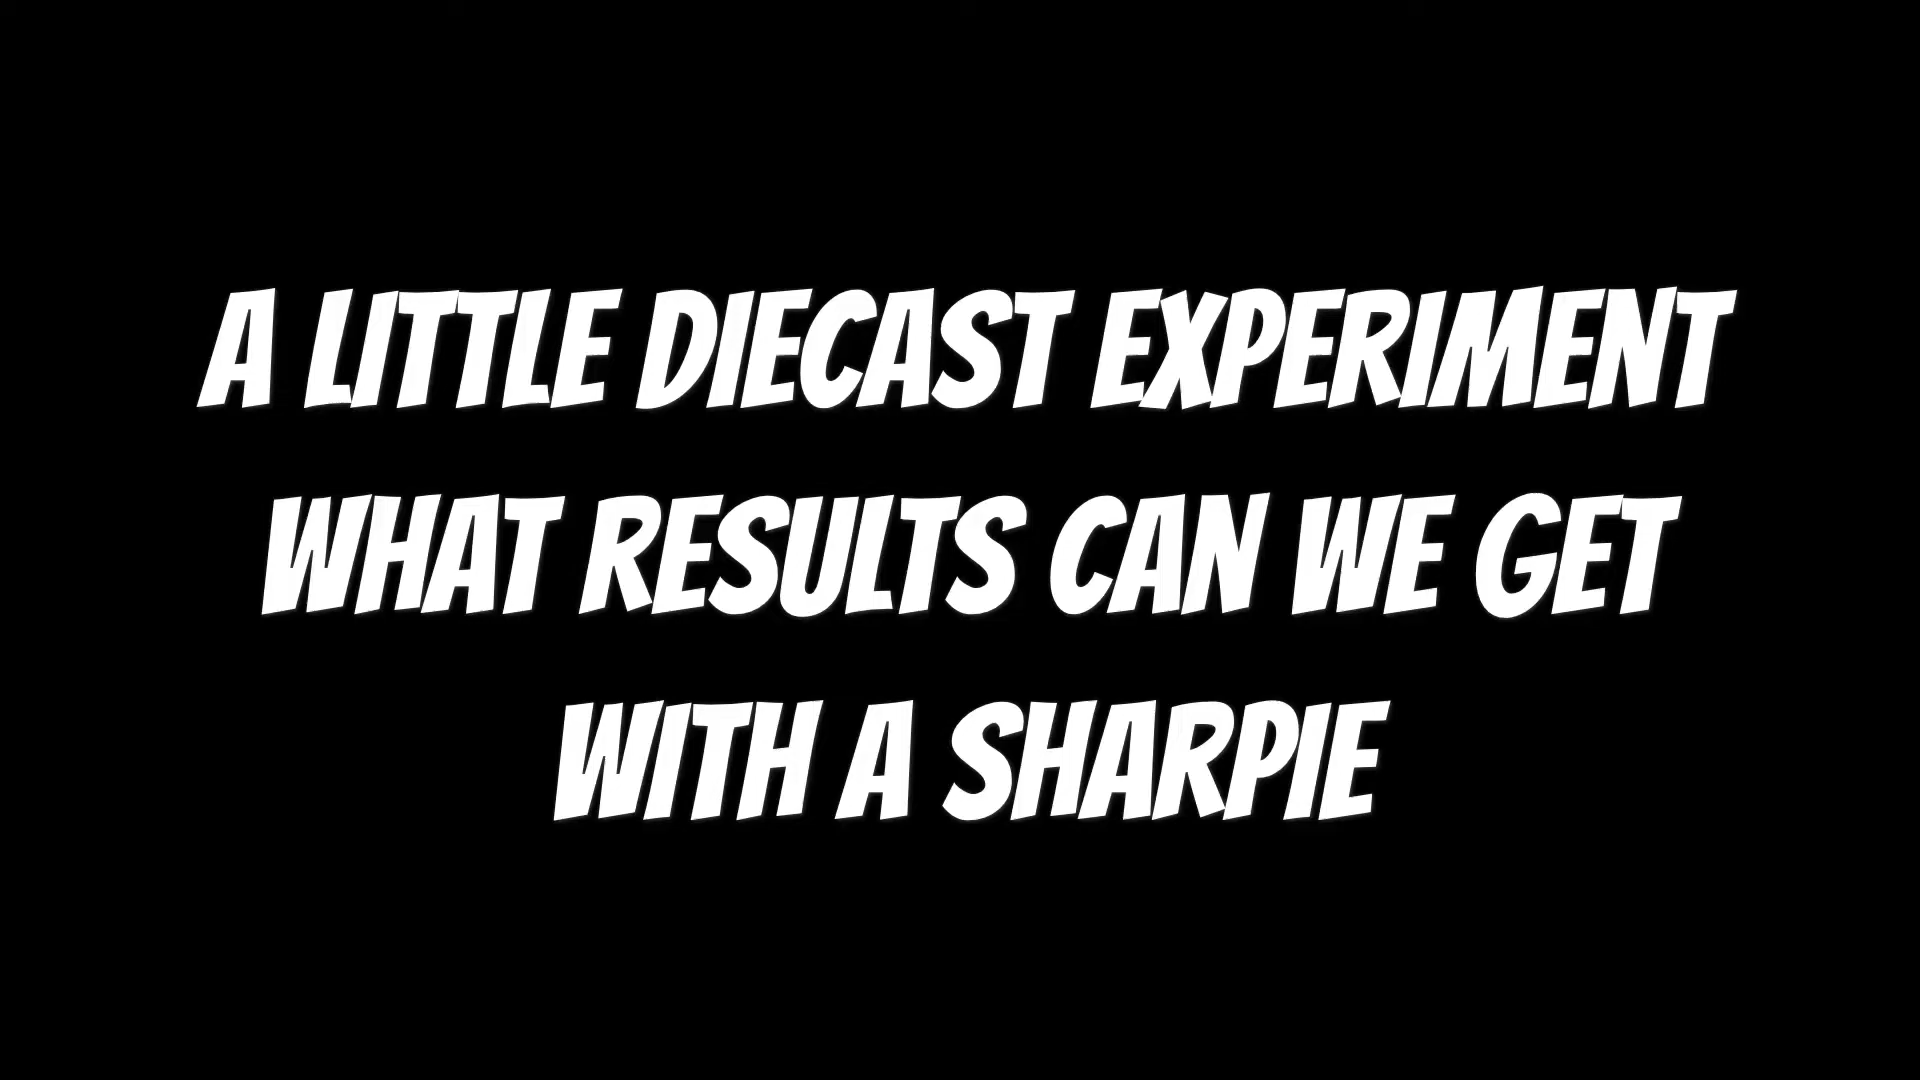 A LITTLE DIECAST EXPERIMENT
WHAT RESULTS CAN WE GET
WITH A SHARPIE